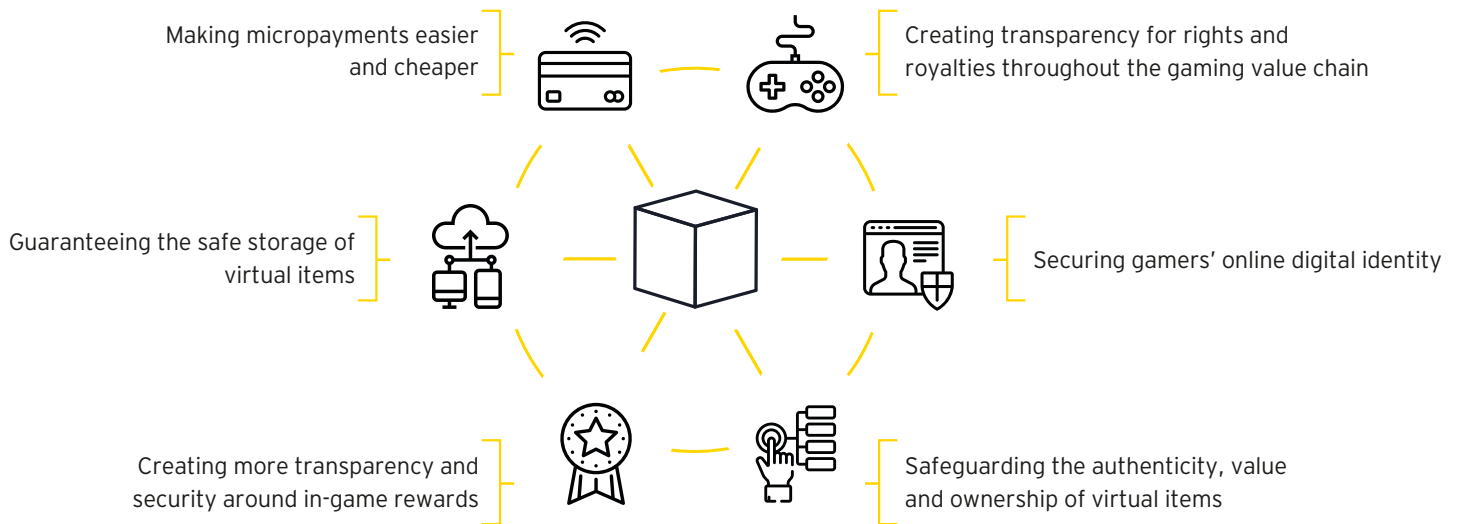 Making micropayments easier
and cheaper
Creating transparency for rights and
royalties throughout the gaming value chain
Guaranteeing the safe storage of
virtual items
Securing gamers’ online digital identity
Creating more transparency and
security around in-game rewards
Safeguarding the authenticity, value
and ownership of virtual items